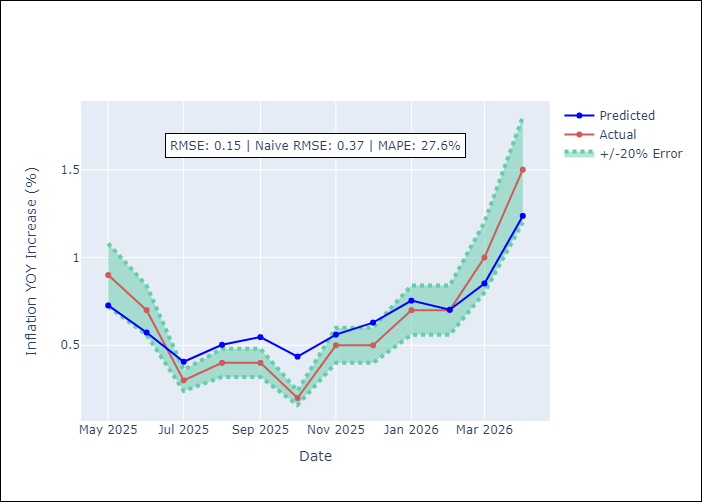 RMSE: 0.15 | Naive RMSE: 0.37 | MAPE: 27.6%
Predicted
Actual
+/-20% Error
Inflation YOY Increase (%)
1.5
1
0.5
May 2025
Jul 2025
Sep 2025
Nov 2025
Jan 2026
Mar 2026
Date